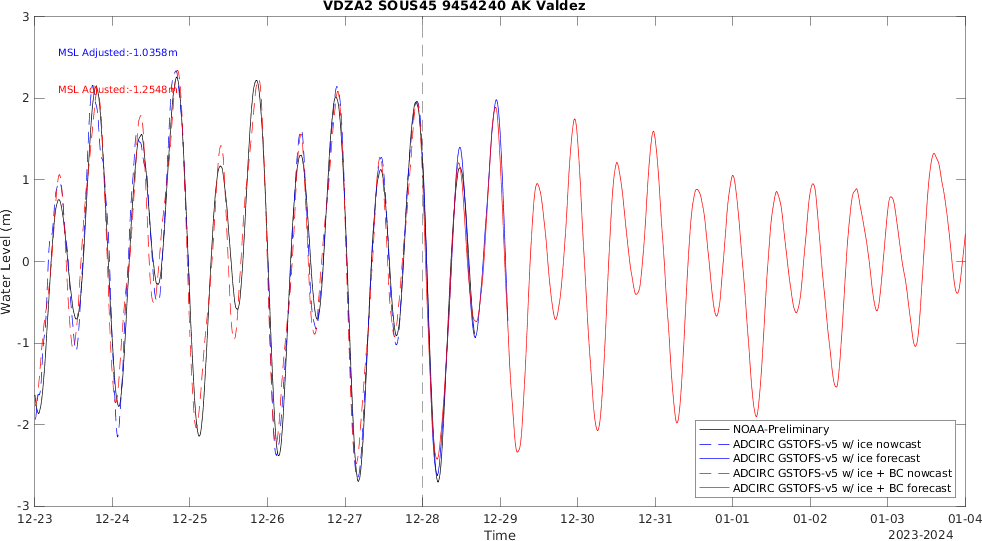 VDZA2 SOUS45 9454240 AK Valdez
MSL Adjusted:-1.0358m
MSL Adjusted:-1.2548m
Water Level (m)
3
2
1
0
-1
-2
-3
NOAA-Preliminary
ADCIRC GSTOFS-v5 w/ ice nowcast
ADCIRC GSTOFS-v5 w/ ice forecast
ADCIRC GSTOFS-v5 w/ ice + BC nowcast
ADCIRC GSTOFS-v5 w/ ice + BC forecast
12-23 12-24 12-25 12-26 12-27 12-28 12-29 12-30 12-31 01-01 01-02 01-03 01-04
Time
2023-2024